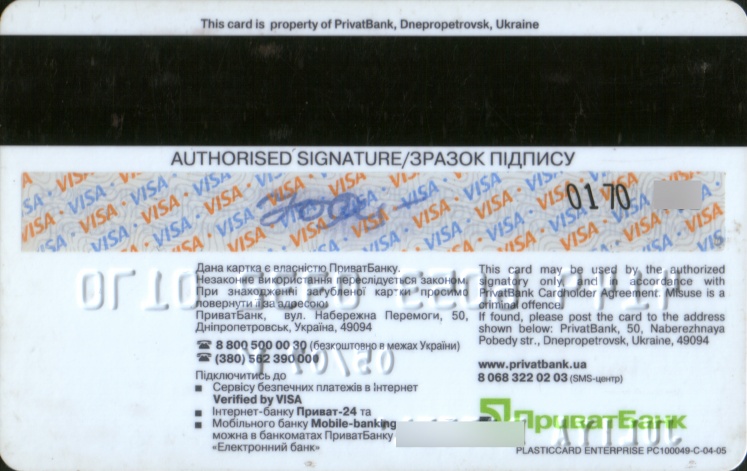 This card is property of PrivatBank, Dnepropetrovsk, Ukraine
AUTHORISED SIGNATURE/ЗРАЗОК ПІДПИСУ
VISA
0170
Дана картка є власністю ПриватБанку.
Незаконне використання переслідується законом
При знаходженні загубленої картки просимо
повернути її за адресою:
ПриватБанк, вул. Набережна Перемоги, 50,
Дніпропетровськ, Україна, 49094
8 800 500 00 30 (безкоштовно в межах України)
(380) 562 390000
Підключитись до
Сервісу безпечних платежів в Інтернет
Verified by VISA
Інтернет-банку Приват-24 та
Мобільного банку Mobile-banking
можна в банкоматах ПриватБанку
«Електронний банк»
This card may be used by the authorized
signatory only and in accordance with
PrivatBank Cardholder Agreement. Misuse is a
criminal offence.
If found, please post the card to the address
shown below: PrivatBank, 50, Naberezhnaya
Pobedy str., Dnepropetrovsk, Ukraine, 49094
www.privatbank.ua
8 068 322 02 03 (SMS-центр)
ПриватБанк
PLASTICCARD ENTERPRISE PC100049-C-04-05